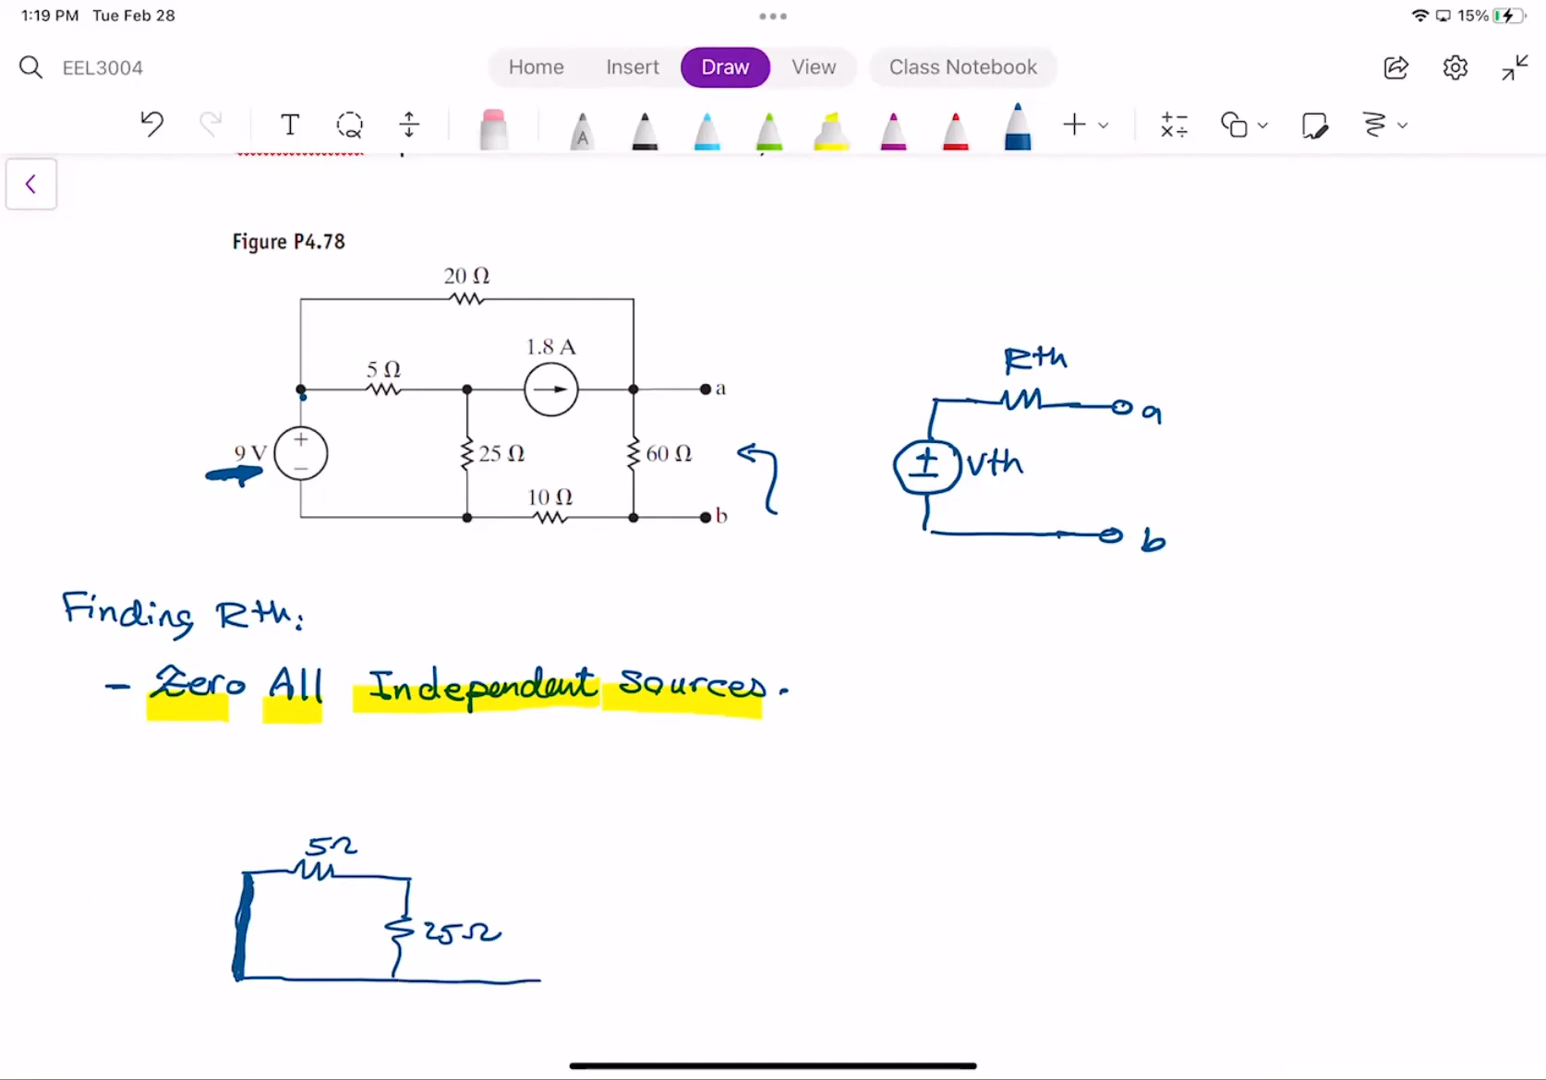 1:19 PM Tue Feb 28
15%
EEL3004
Home Insert Draw View Class Notebook
T
A
Figure P4.78
20 Ω
1.8 A
5 Ω
a
9 V
+
−
25 Ω
60 Ω
10 Ω
b
Rth
a
Vth
b
Finding Rth:
- Zero All Independent Sources.
5Ω
25Ω